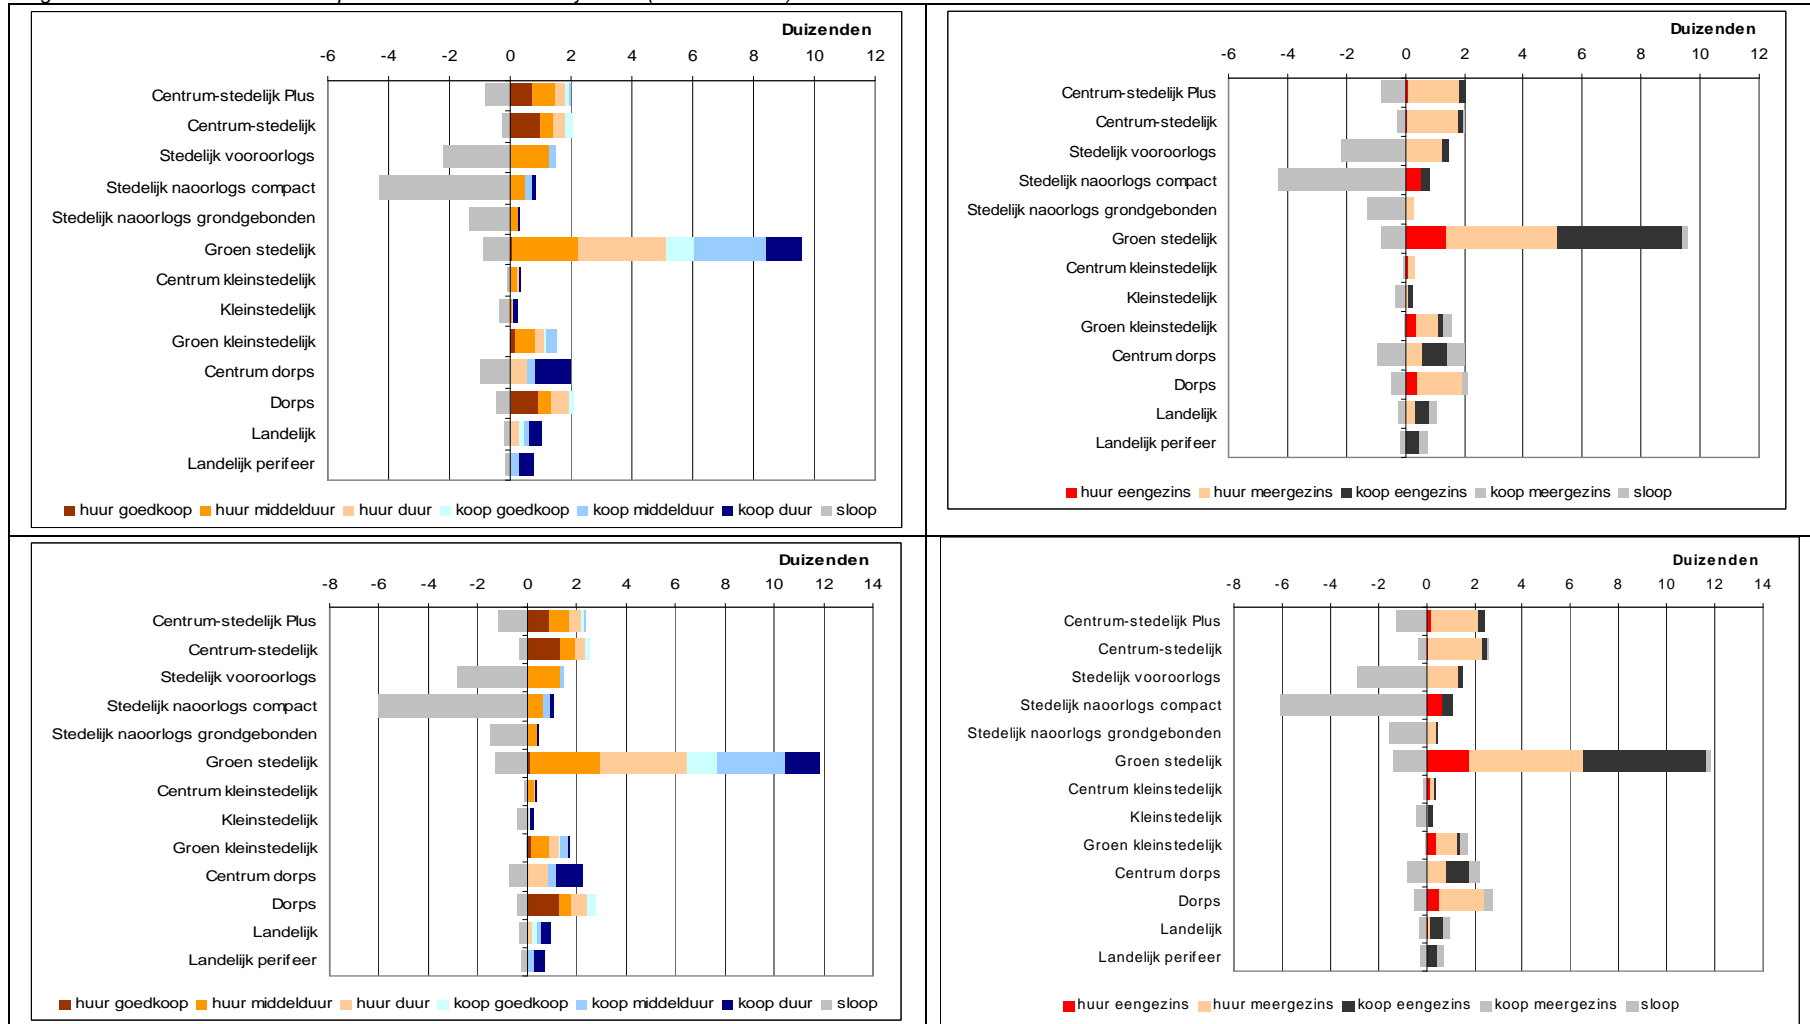 Duizenden
-6 -4 -2 0 2 4 6 8 10 12
Centrum-stedelijk Plus
Centrum-stedelijk
Stedelijk vooroorlogs
Stedelijk naoorlogs compact
Stedelijk naoorlogs grondgebonden
Groen stedelijk
Centrum kleinstedelijk
Kleinstedelijk
Groen kleinstedelijk
Centrum dorps
Dorps
Landelijk
Landelijk perifeer
huur goedkoop huur middelduur huur duur koop goedkoop koop middelduur koop duur sloop
Duizenden
-6 -4 -2 0 2 4 6 8 10 12
Centrum-stedelijk Plus
Centrum-stedelijk
Stedelijk vooroorlogs
Stedelijk naoorlogs compact
Stedelijk naoorlogs grondgebonden
Groen stedelijk
Centrum kleinstedelijk
Kleinstedelijk
Groen kleinstedelijk
Centrum dorps
Dorps
Landelijk
Landelijk perifeer
huur eengezins huur meergezins koop eengezins koop meergezins sloop
Duizenden
-8 -6 -4 -2 0 2 4 6 8 10 12 14
Centrum-stedelijk Plus
Centrum-stedelijk
Stedelijk vooroorlogs
Stedelijk naoorlogs compact
Stedelijk naoorlogs grondgebonden
Groen stedelijk
Centrum kleinstedelijk
Kleinstedelijk
Groen kleinstedelijk
Centrum dorps
Dorps
Landelijk
Landelijk perifeer
huur goedkoop huur middelduur huur duur koop goedkoop koop middelduur koop duur sloop
Duizenden
-8 -6 -4 -2 0 2 4 6 8 10 12 14
Centrum-stedelijk Plus
Centrum-stedelijk
Stedelijk vooroorlogs
Stedelijk naoorlogs compact
Stedelijk naoorlogs grondgebonden
Groen stedelijk
Centrum kleinstedelijk
Kleinstedelijk
Groen kleinstedelijk
Centrum dorps
Dorps
Landelijk
Landelijk perifeer
huur eengezins huur meergezins koop eengezins koop meergezins sloop